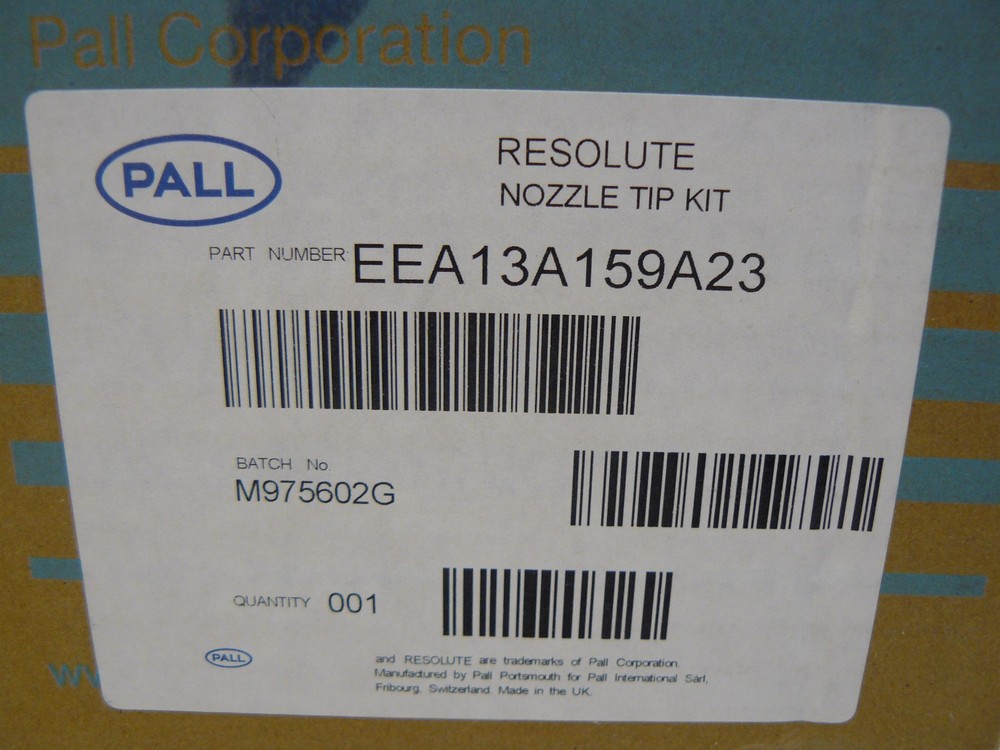 Pall Corporation
PALL
RESOLUTE
NOZZLE TIP KIT
PART NUMBER: EEA13A159A23
BATCH No
M975602G
QUANTITY 001
PALL
and RESOLUTE are trademarks of Pall Corporation.
Manufactured by Pall Portsmouth for Pall International Sàrl,
Fribourg, Switzerland. Made in the UK.